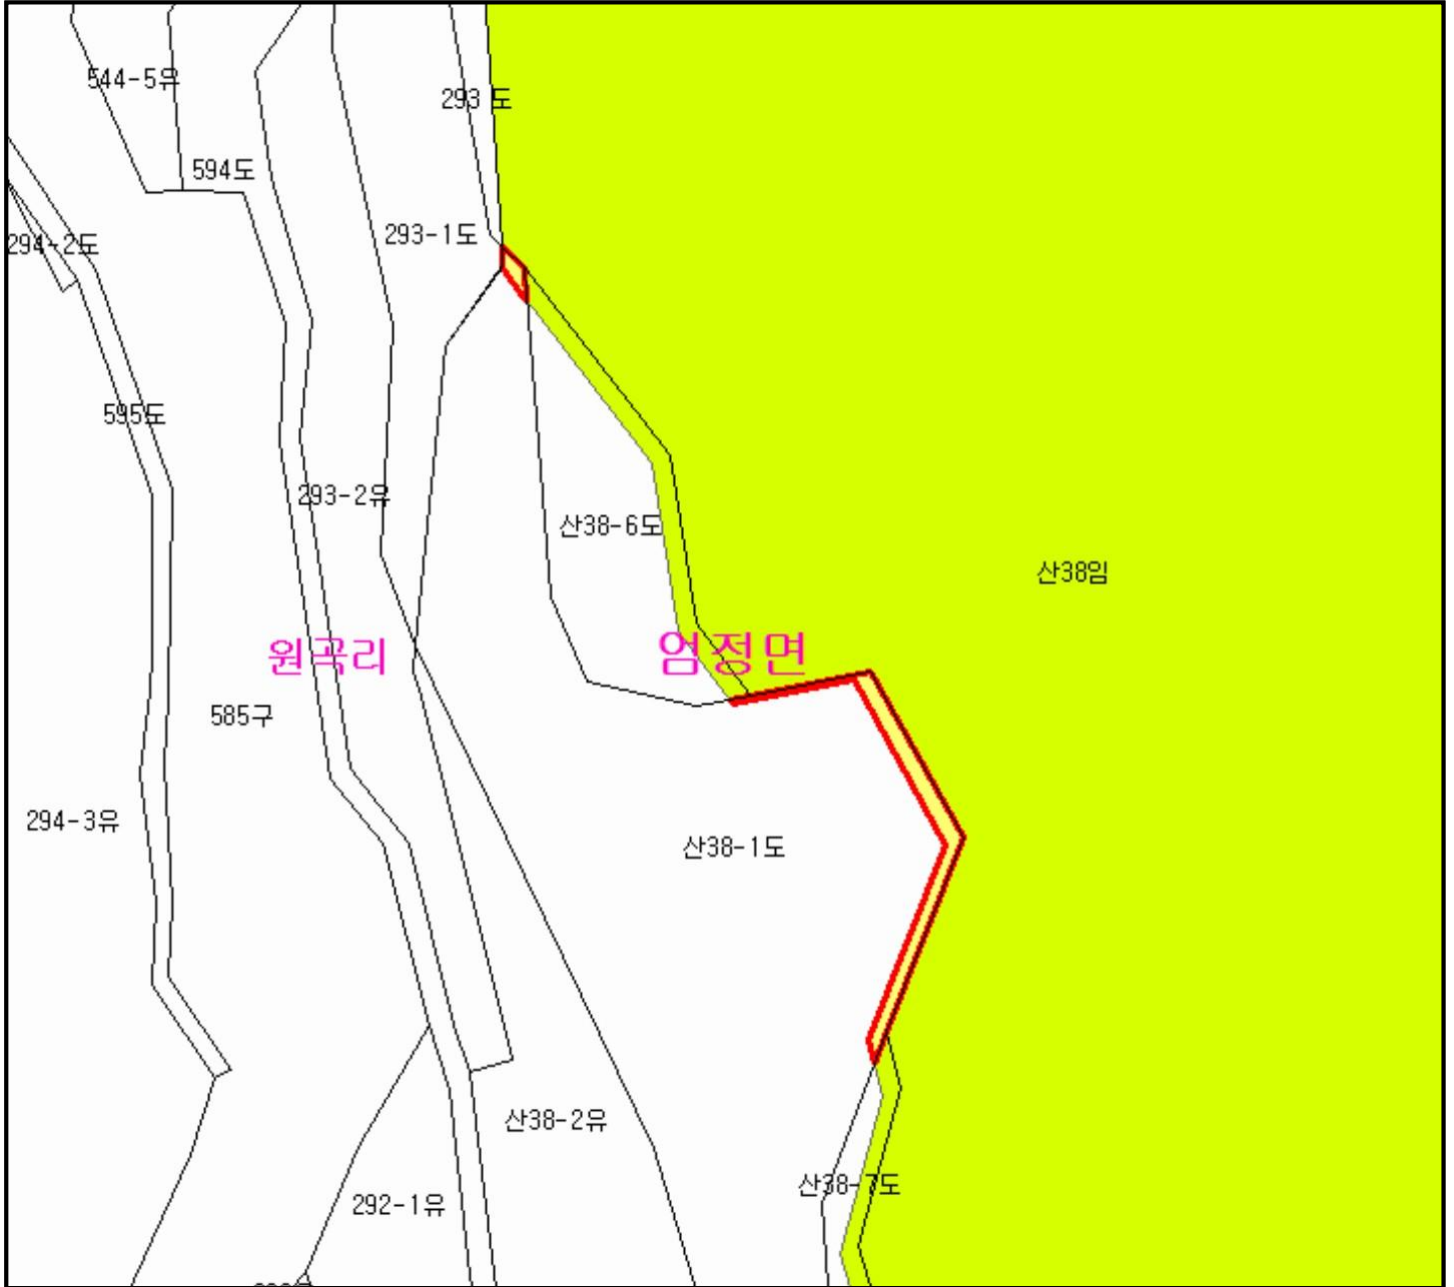 544-5유
293 도
594도
293-1도
294-2도
595도
293-2유
산38-6도
산38임
원곡리
엄정면
585구
294-3유
산38-1도
산38-2유
산38-7도
292-1유